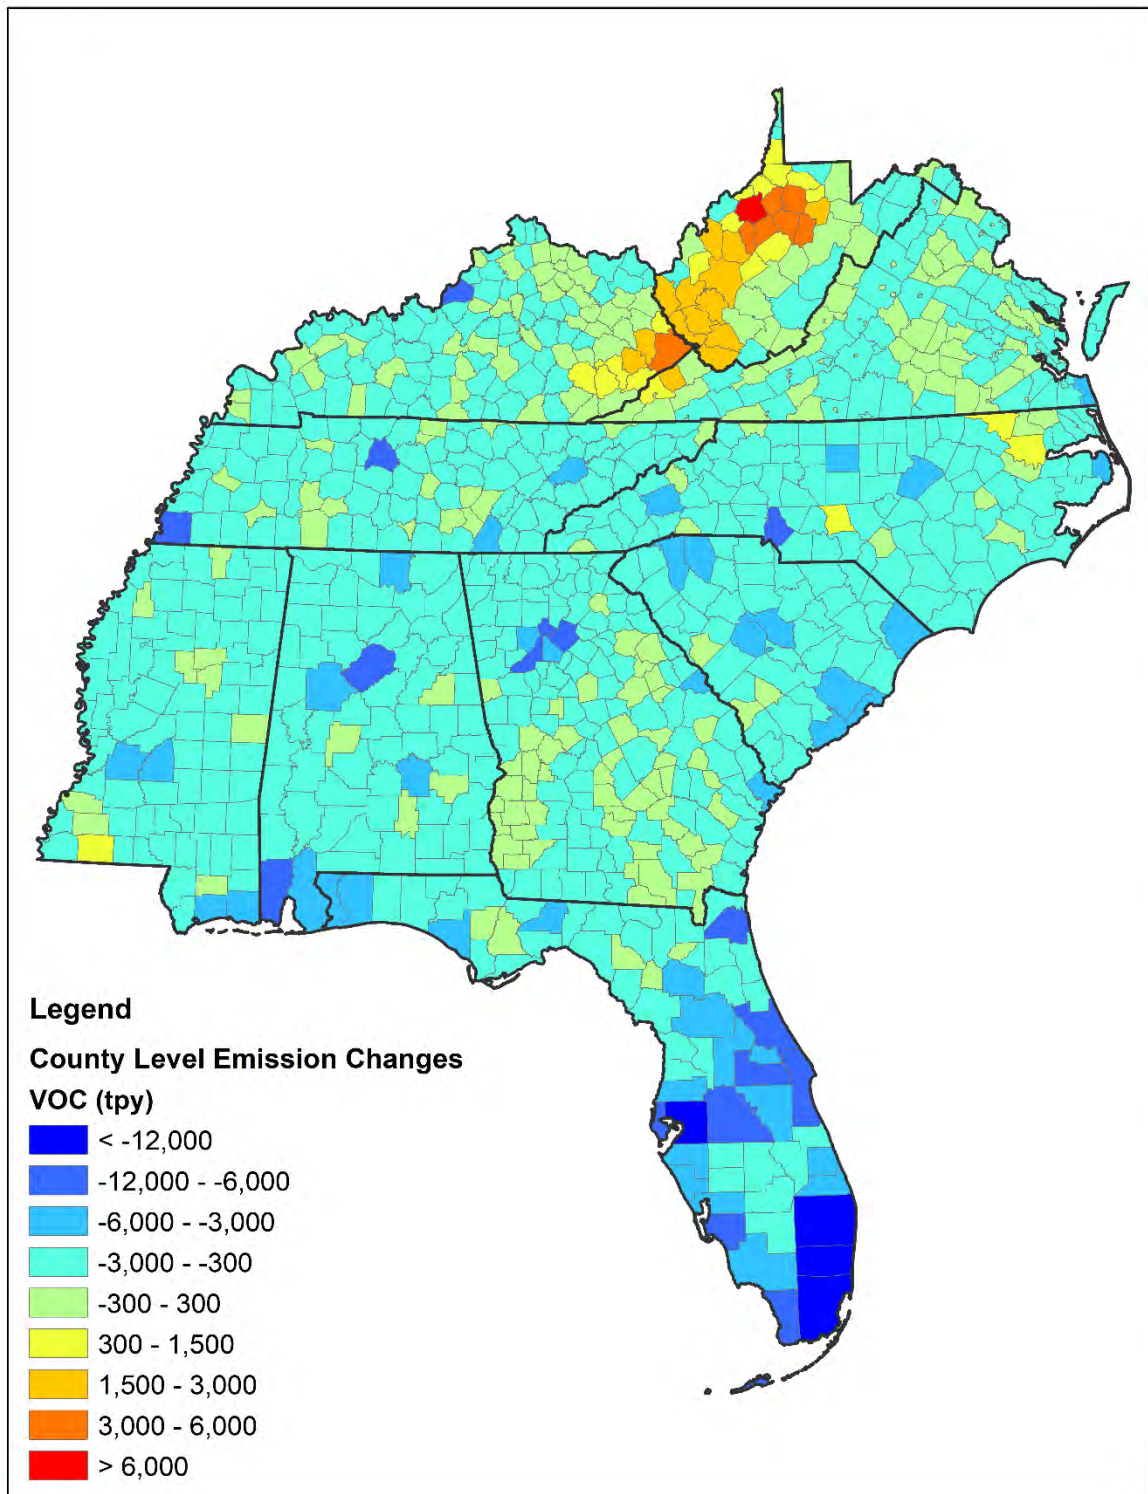 Legend
County Level Emission Changes
VOC (tpy)
< -12,000
-12,000 - -6,000
-6,000 - -3,000
-3,000 - -300
-300 - 300
300 - 1,500
1,500 - 3,000
3,000 - 6,000
> 6,000